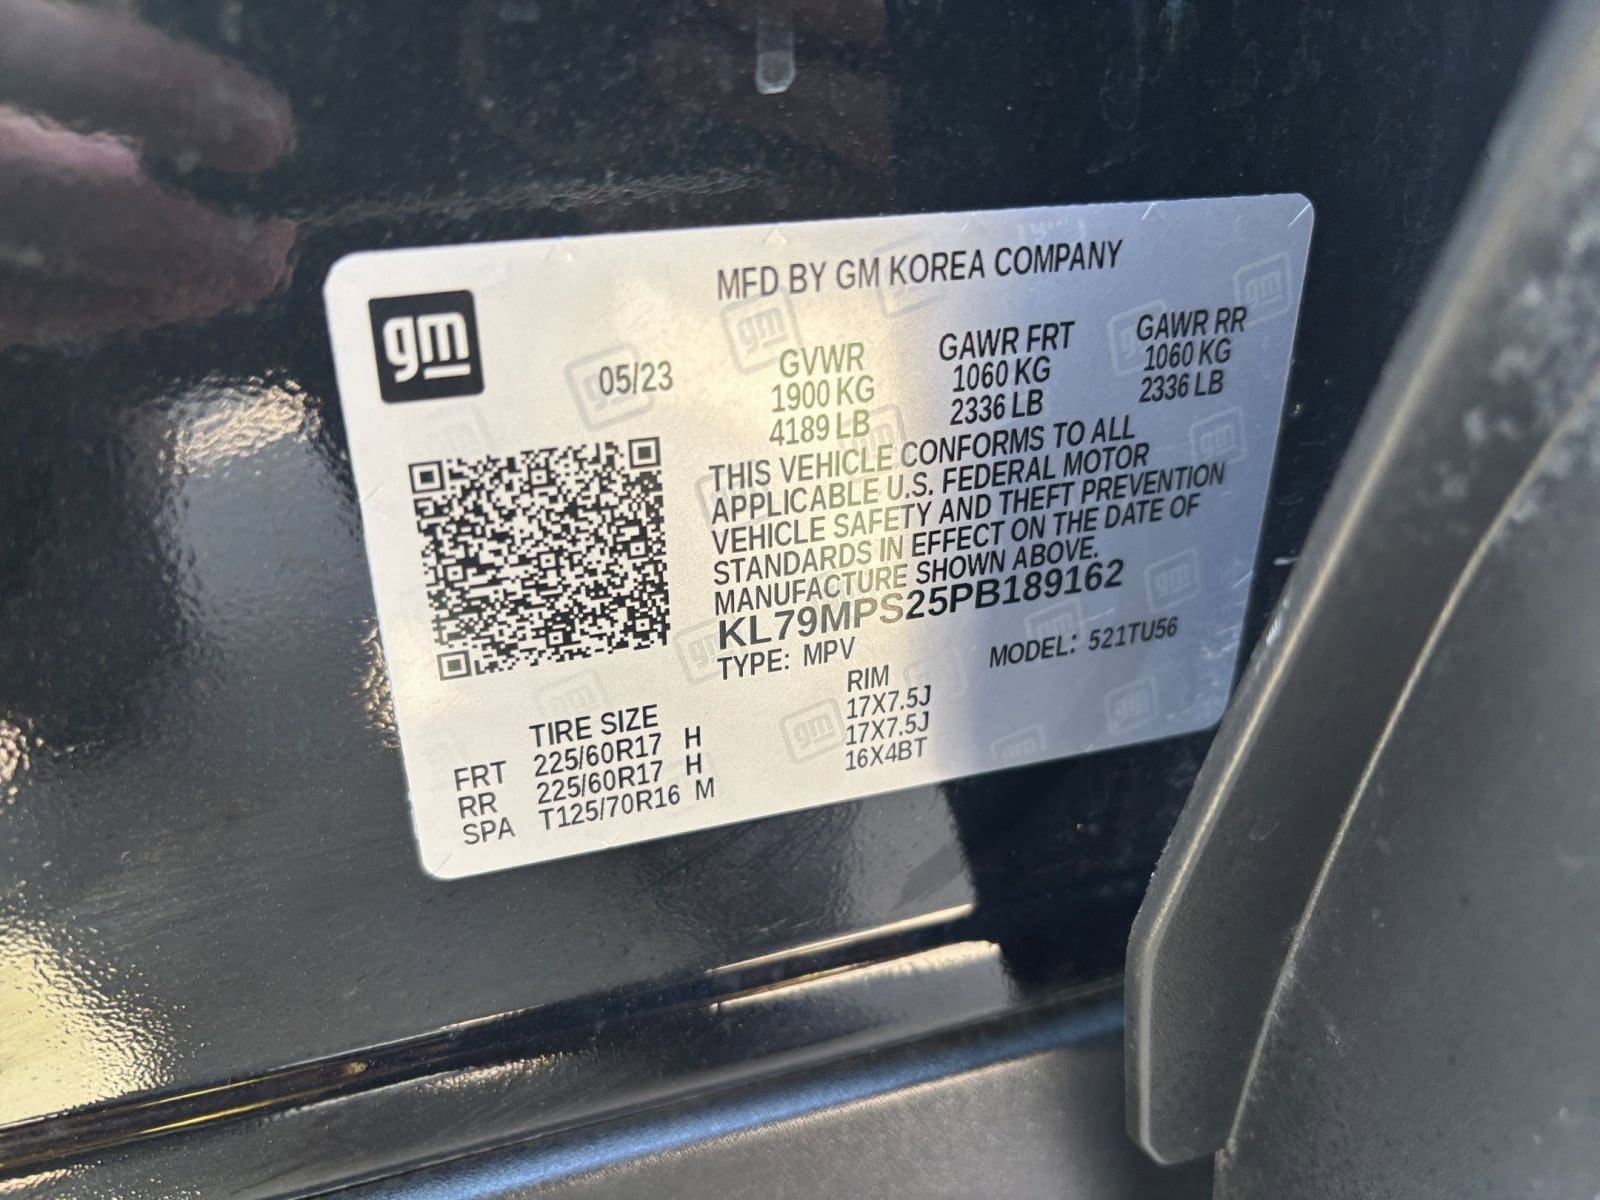 MFD BY GM KOREA COMPANY
gm
05/23
GVWR
1900 KG
4189 LB
GAWR FRT
1060 KG
2336 LB
GAWR RR
1060 KG
2336 LB
THIS VEHICLE CONFORMS TO ALL
APPLICABLE U.S. FEDERAL MOTOR
VEHICLE SAFETY AND THEFT PREVENTION
STANDARDS IN EFFECT ON THE DATE OF
MANUFACTURE SHOWN ABOVE.
KL79MPS25PB189162
TYPE: MPV
MODEL: 521TU56
TIRE SIZE RIM
FRT 225/60R17 H 17X7.5J
RR 225/60R17 H 17X7.5J
SPA T125/70R16 M 16X4BT